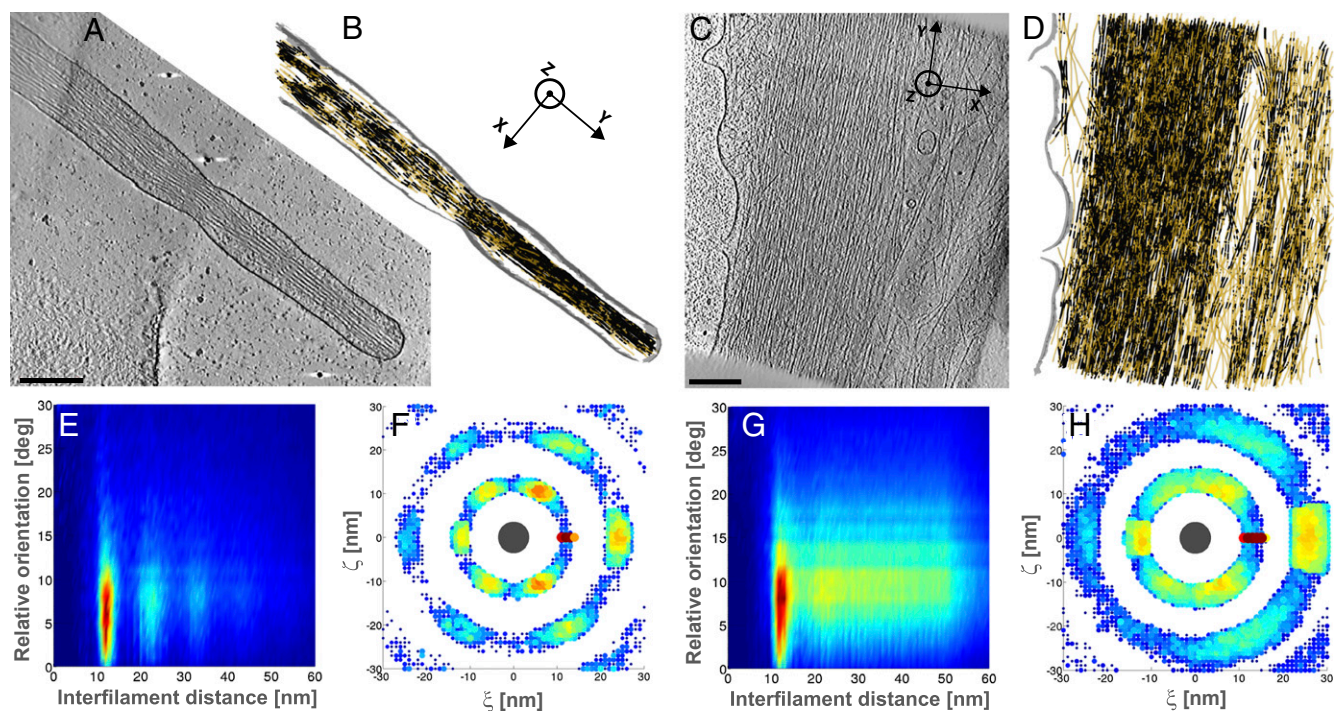 A
B
Z
X
Y
C
Y
Z
X
D
E
30
25
20
15
10
5
0
0
10
20
30
40
50
60
Relative orientation [deg]
Interfilament distance [nm]
F
30
20
10
0
-10
-20
-30
-30
-20
-10
0
10
20
30
ζ [nm]
ξ [nm]
G
30
25
20
15
10
5
0
0
10
20
30
40
50
60
Relative orientation [deg]
Interfilament distance [nm]
H
30
20
10
0
-10
-20
-30
-30
-20
-10
0
10
20
30
ζ [nm]
ξ [nm]